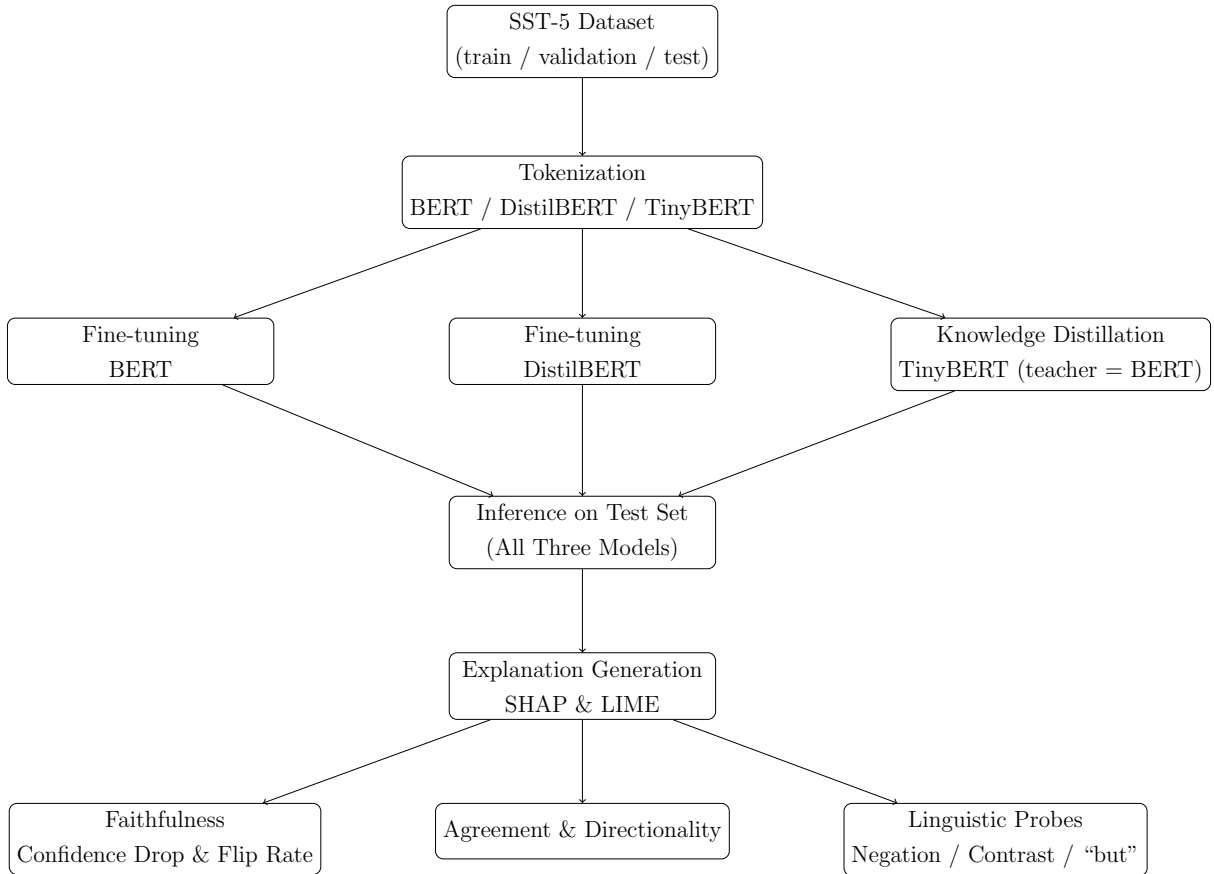 SST-5 Dataset
(train / validation / test)
Tokenization
BERT / DistilBERT / TinyBERT
Fine-tuning
BERT
Fine-tuning
DistilBERT
Knowledge Distillation
TinyBERT (teacher = BERT)
Inference on Test Set
(All Three Models)
Explanation Generation
SHAP & LIME
Faithfulness
Confidence Drop & Flip Rate
Agreement & Directionality
Linguistic Probes
Negation / Contrast / “but”